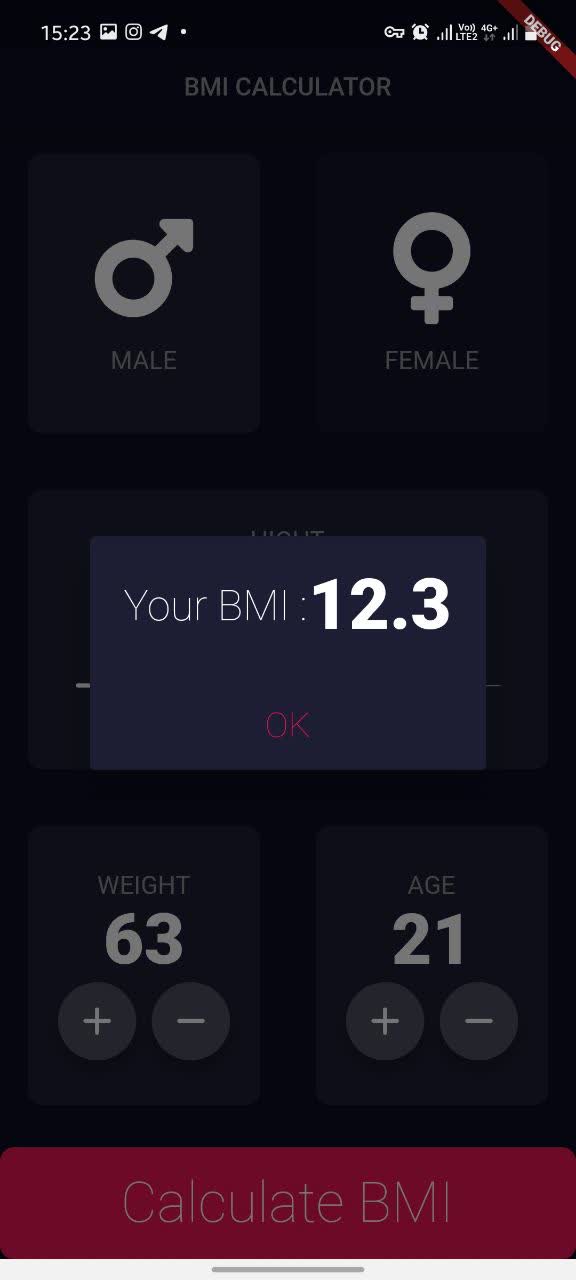 15:23
Vo) 4G+
LTE2
DEBUG
BMI CALCULATOR
MALE FEMALE
HIGHT
Your BMI : 12.3
OK
WEIGHT AGE
63 21
Calculate BMI